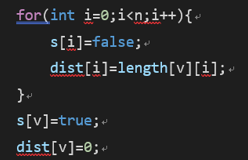 for(int i=0;i<n;i++){
s[i]=false;
dist[i]=length[v][i];
}
s[v]=true;
dist[v]=0;